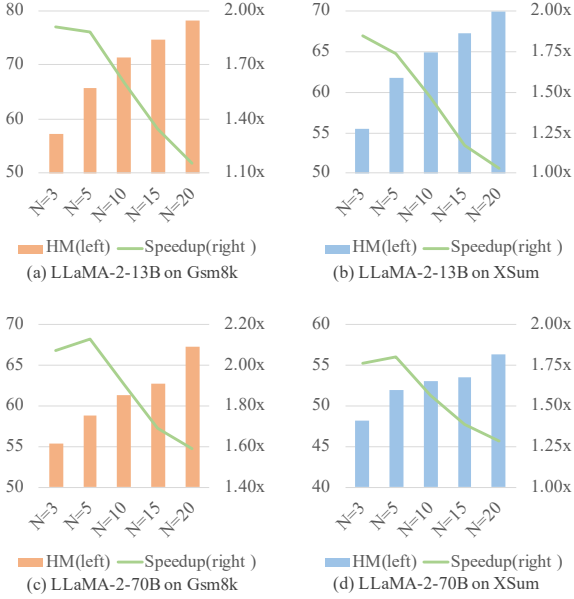 80 2.00x 70 2.00x
65 1.75x
70 1.70x
60 1.50x
60 1.40x
55 1.25x
50 1.10x 50 1.00x
N=3 N=5 N=10 N=15 N=20 N=3 N=5 N=10 N=15 N=20
HM(left) Speedup(right ) HM(left) Speedup(right )
(a) LLaMA-2-13B on Gsm8k (b) LLaMA-2-13B on XSum
70 2.20x 60 2.00x
65 2.00x 55 1.75x
60 1.80x 50 1.50x
55 1.60x 45 1.25x
50 1.40x 40 1.00x
N=3 N=5 N=10 N=15 N=20 N=3 N=5 N=10 N=15 N=20
HM(left) Speedup(right ) HM(left) Speedup(right )
(c) LLaMA-2-70B on Gsm8k (d) LLaMA-2-70B on XSum